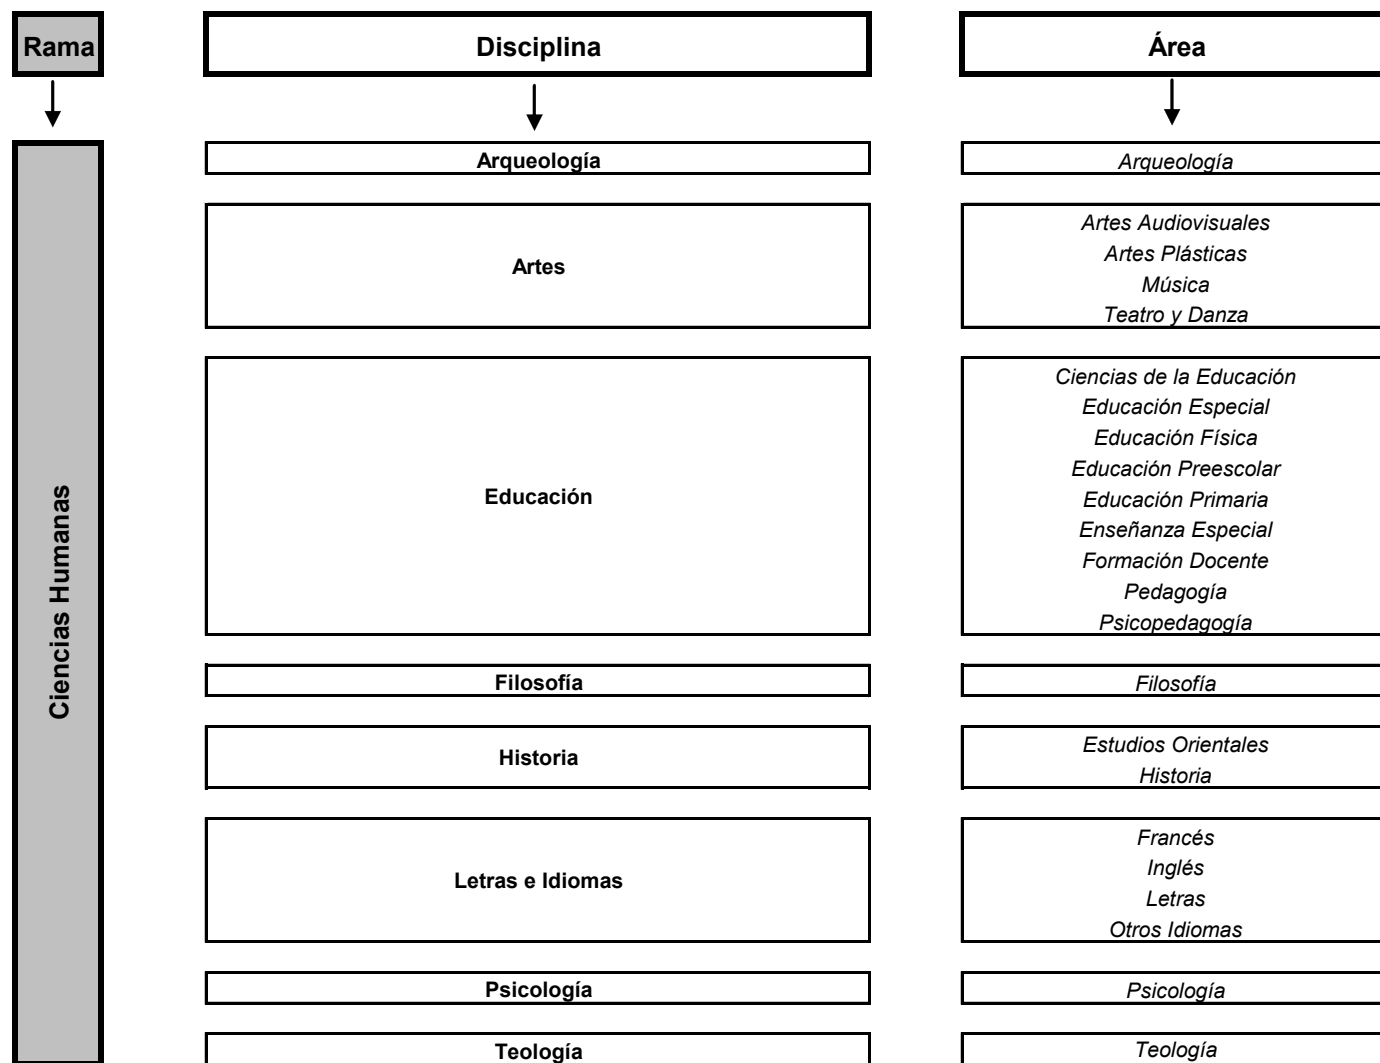 Rama
Disciplina
Área
Ciencias Humanas
Arqueología
Arqueología
Artes
Artes Audiovisuales
Artes Plásticas
Música
Teatro y Danza
Educación
Ciencias de la Educación
Educación Especial
Educación Física
Educación Preescolar
Educación Primaria
Enseñanza Especial
Formación Docente
Pedagogía
Psicopedagogía
Filosofía
Filosofía
Historia
Estudios Orientales
Historia
Letras e Idiomas
Francés
Inglés
Letras
Otros Idiomas
Psicología
Psicología
Teología
Teología